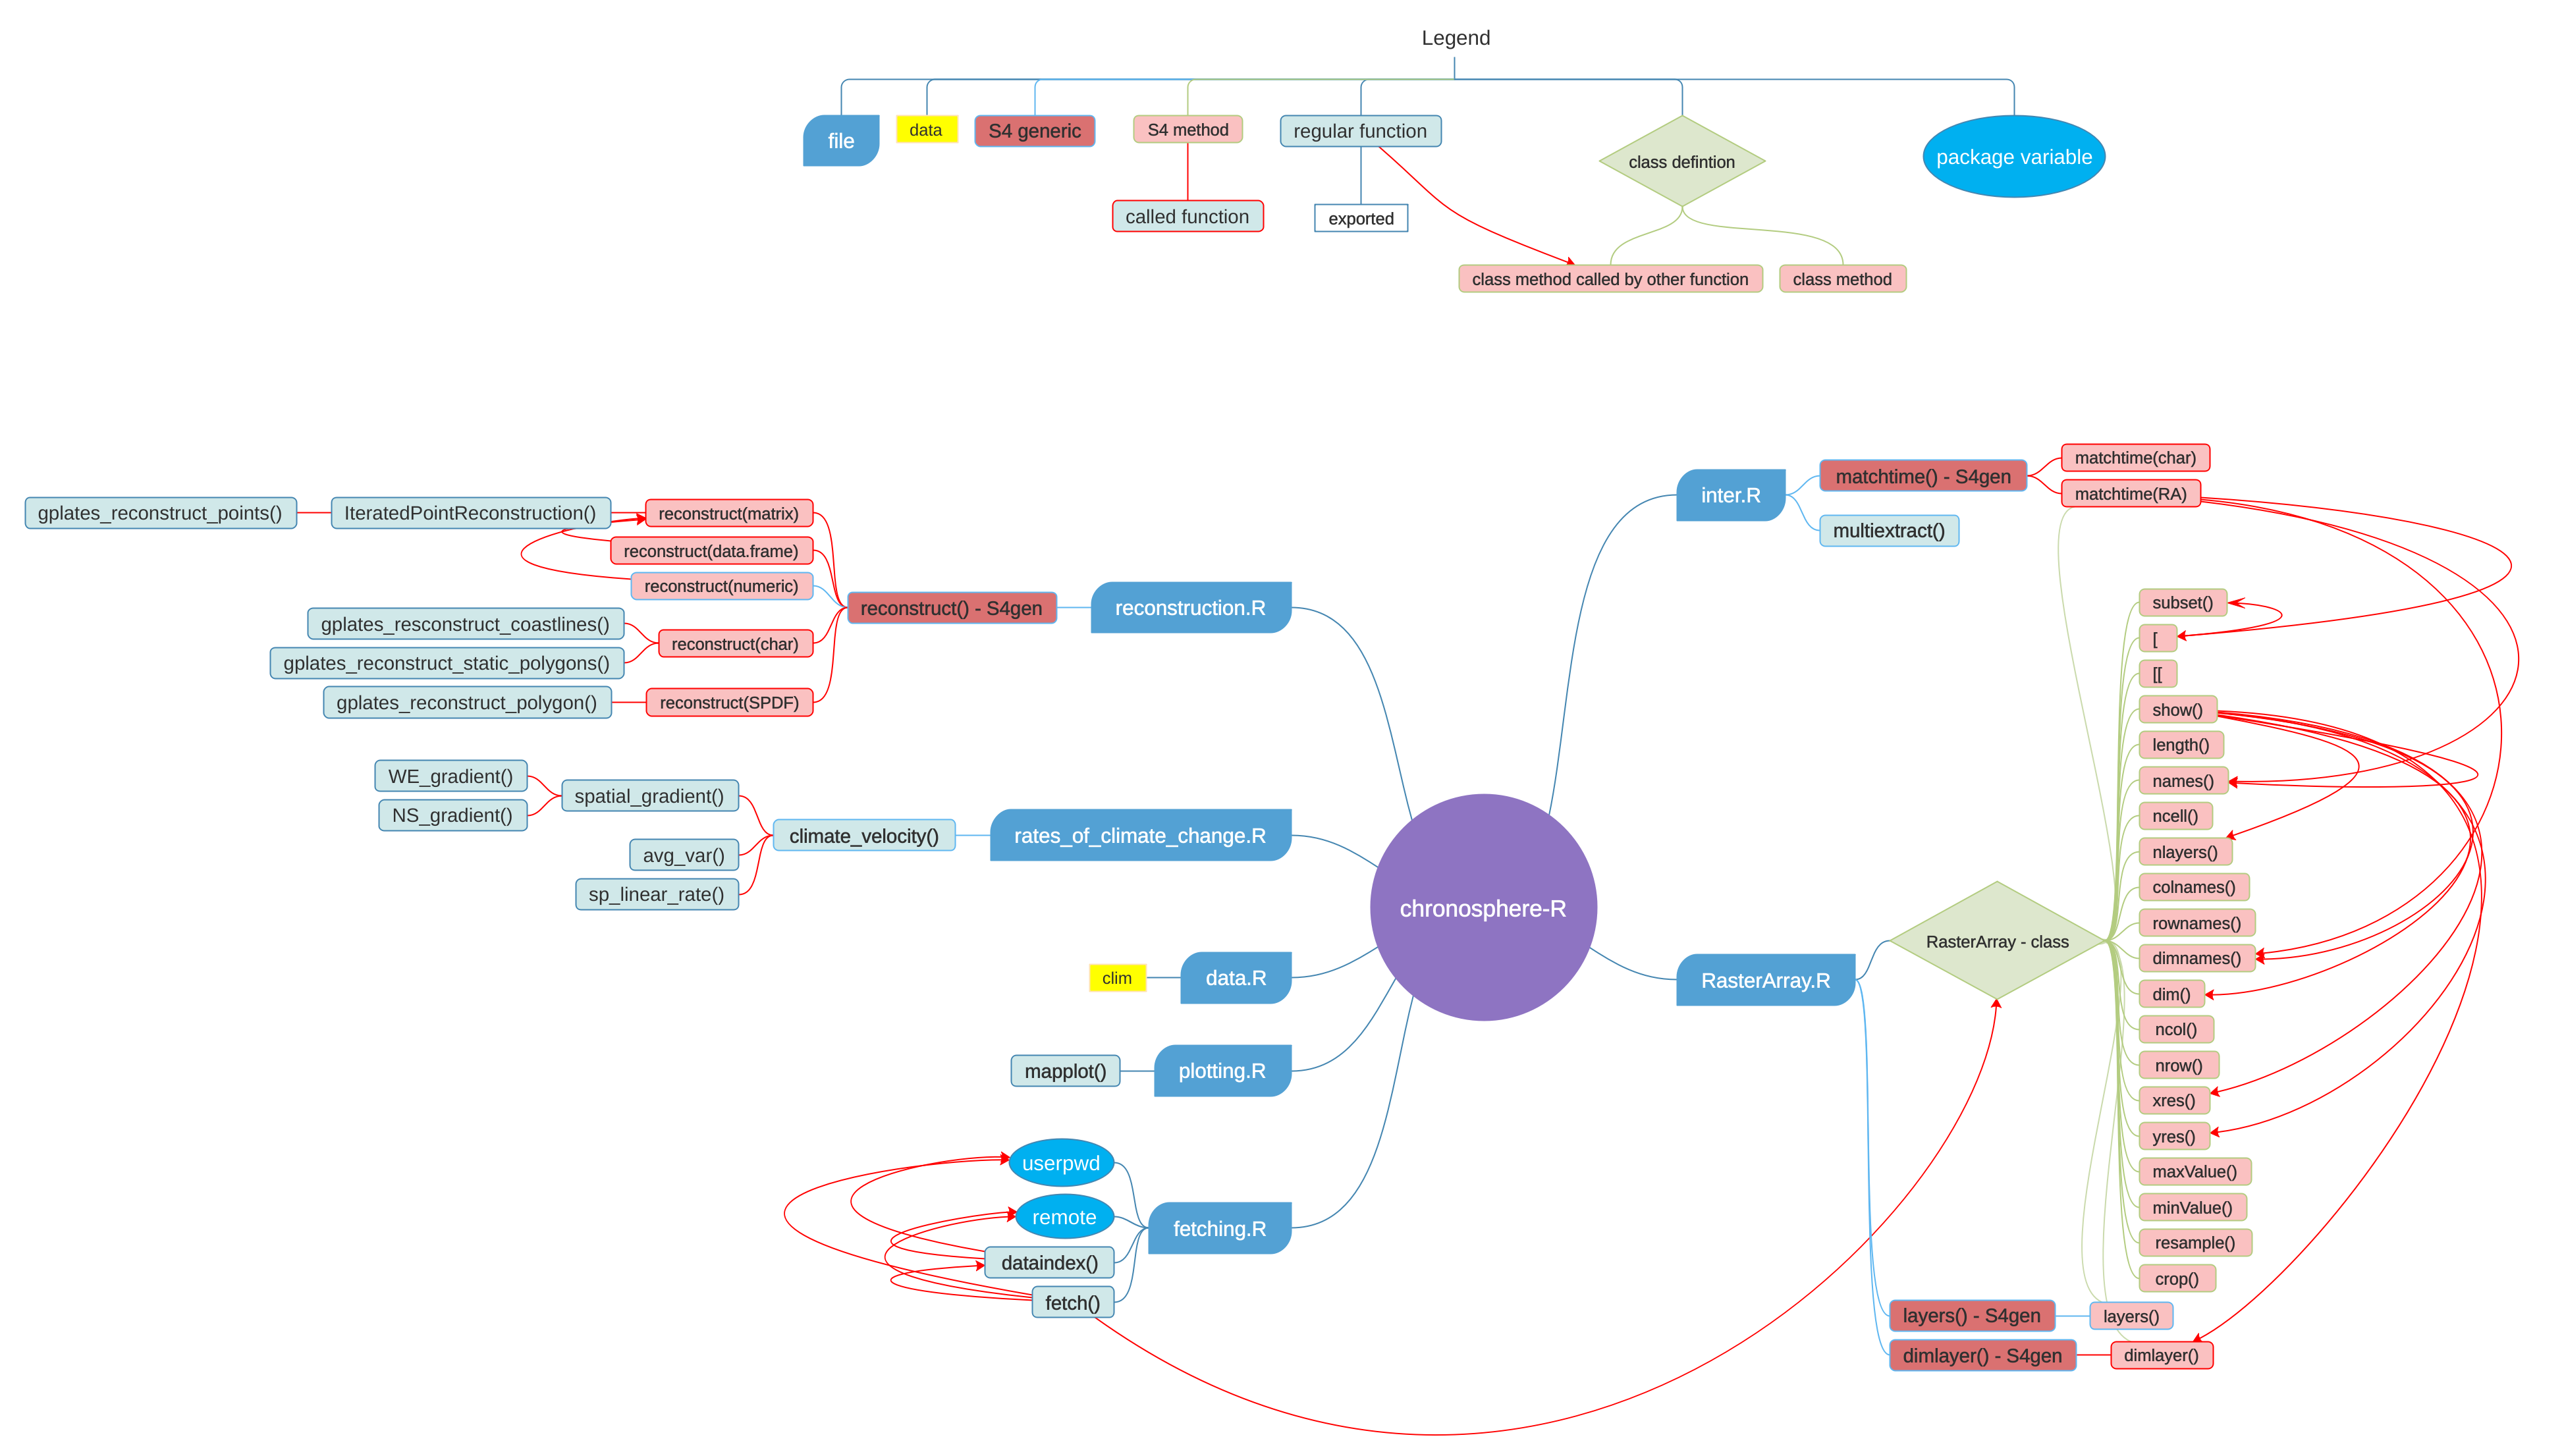 Legend
file
data
S4 generic
S4 method
regular function
class defintion
package variable
called function
exported
class method called by other function
class method
gplates_reconstruct_points()
IteratedPointReconstruction()
reconstruct(matrix)
reconstruct(data.frame)
reconstruct(numeric)
gplates_resconstruct_coastlines()
gplates_reconstruct_static_polygons()
reconstruct(char)
gplates_reconstruct_polygon()
reconstruct(SPDF)
reconstruct() - S4gen
reconstruction.R
WE_gradient()
NS_gradient()
spatial_gradient()
avg_var()
sp_linear_rate()
climate_velocity()
rates_of_climate_change.R
clim
data.R
mapplot()
plotting.R
userpwd
remote
dataindex()
fetch()
fetching.R
chronosphere-R
inter.R
matchtime() - S4gen
matchtime(char)
matchtime(RA)
multiextract()
RasterArray.R
RasterArray - class
subset()
[
[[
show()
length()
names()
ncell()
nlayers()
colnames()
rownames()
dimnames()
dim()
ncol()
nrow()
xres()
yres()
maxValue()
minValue()
resample()
crop()
layers() - S4gen
layers()
dimlayer() - S4gen
dimlayer()